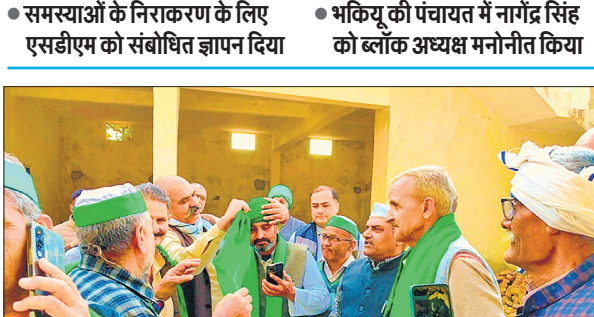 ● समस्याओं के निराकरण के लिए
एसडीएम को संबोधित ज्ञापन दिया
● भकियू की पंचायत में नागेंद्र सिंह
को ब्लॉक अध्यक्ष मनोनीत किया